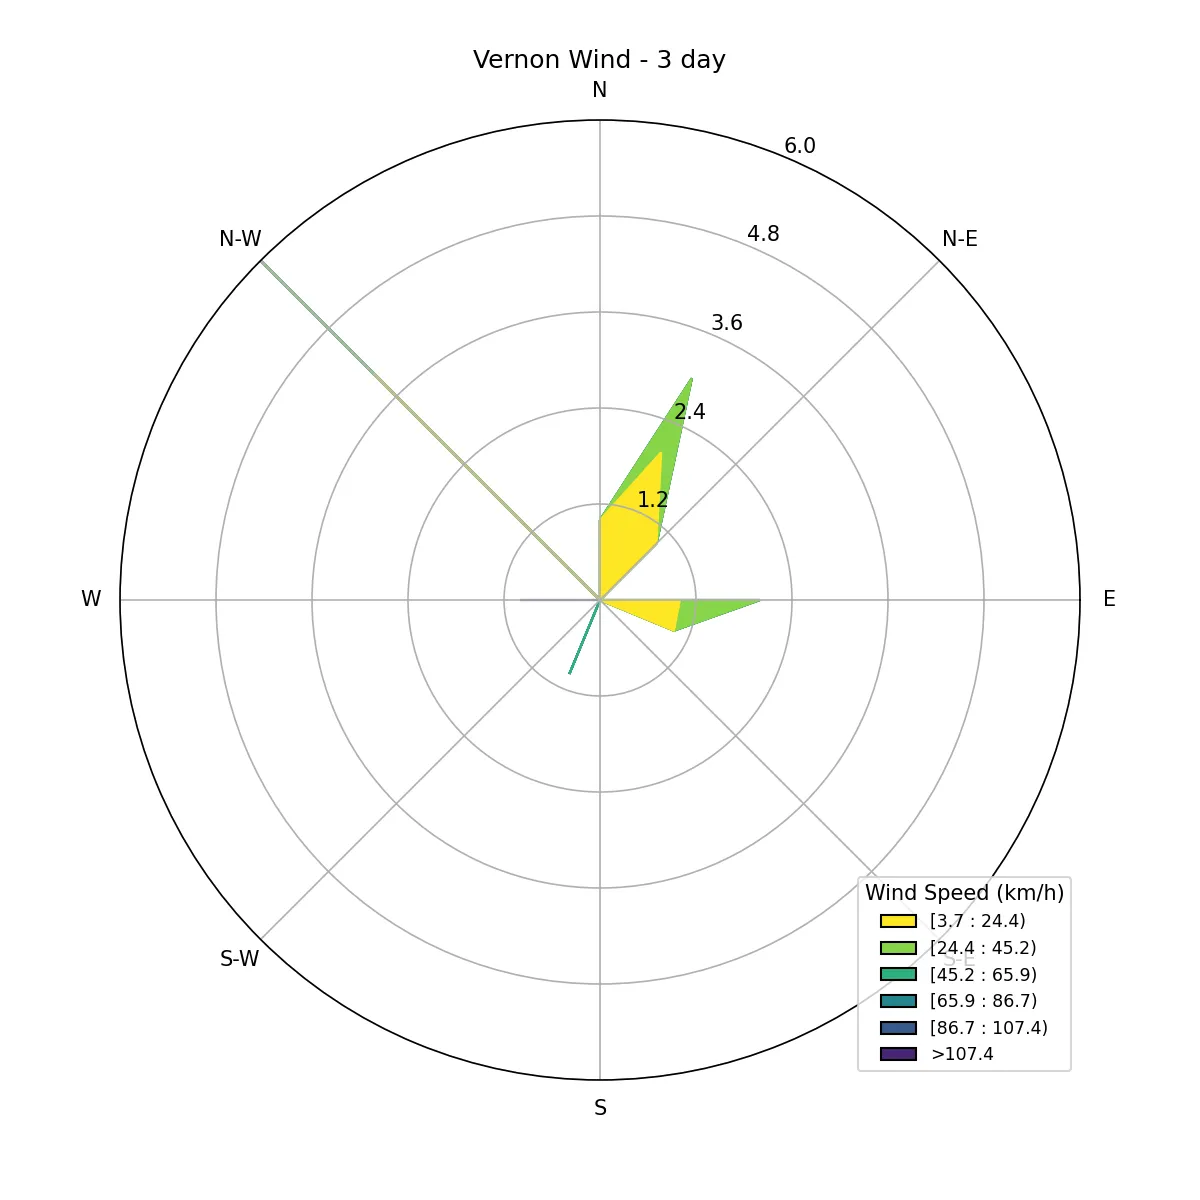 Vernon Wind - 3 day
N
6.0
4.8
N-W
N-E
3.6
2.4
1.2
W
E
Wind Speed (km/h)
[3.7 : 24.4)
[24.4 : 45.2)
S-W
S-E
[45.2 : 65.9)
[65.9 : 86.7)
[86.7 : 107.4)
>107.4
S